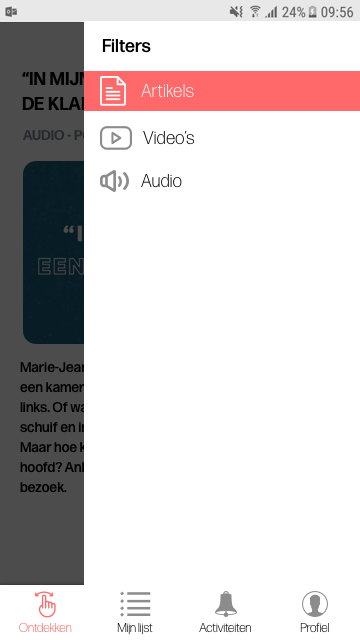 24% 09:56
Filters
Artikels
Video's
Audio
"IN MIJN
DE KLA
AUDIO - P
"I
EEN
Marie-Jean
een kamer
links. Of wa
schuif en i
Maar hoe k
hoofd? Anl
bezoek.
Ontdekken
Mijn lijst
Activiteiten
Profiel